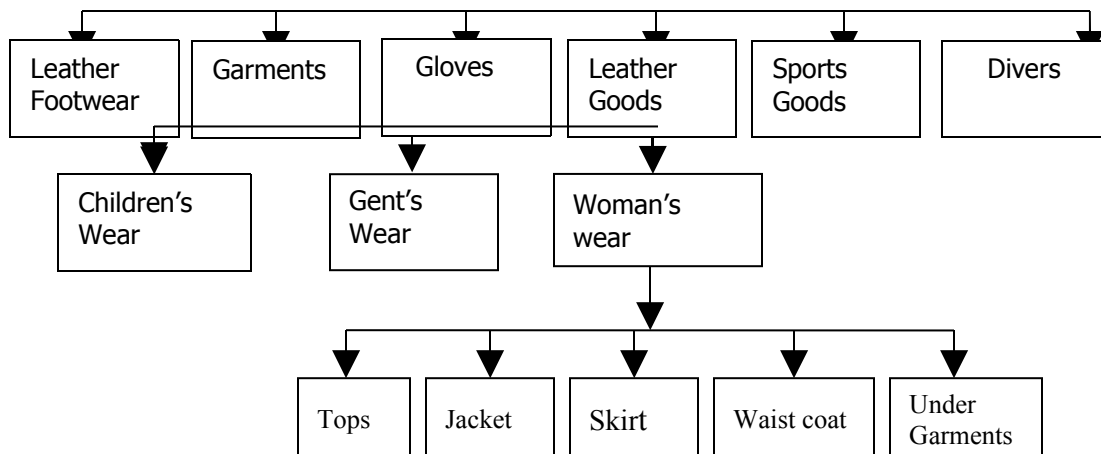 Leather
Footwear
Garments
Gloves
Leather
Goods
Sports
Goods
Divers
Children’s
Wear
Gent’s
Wear
Woman’s
wear
Tops
Jacket
Skirt
Waist coat
Under
Garments